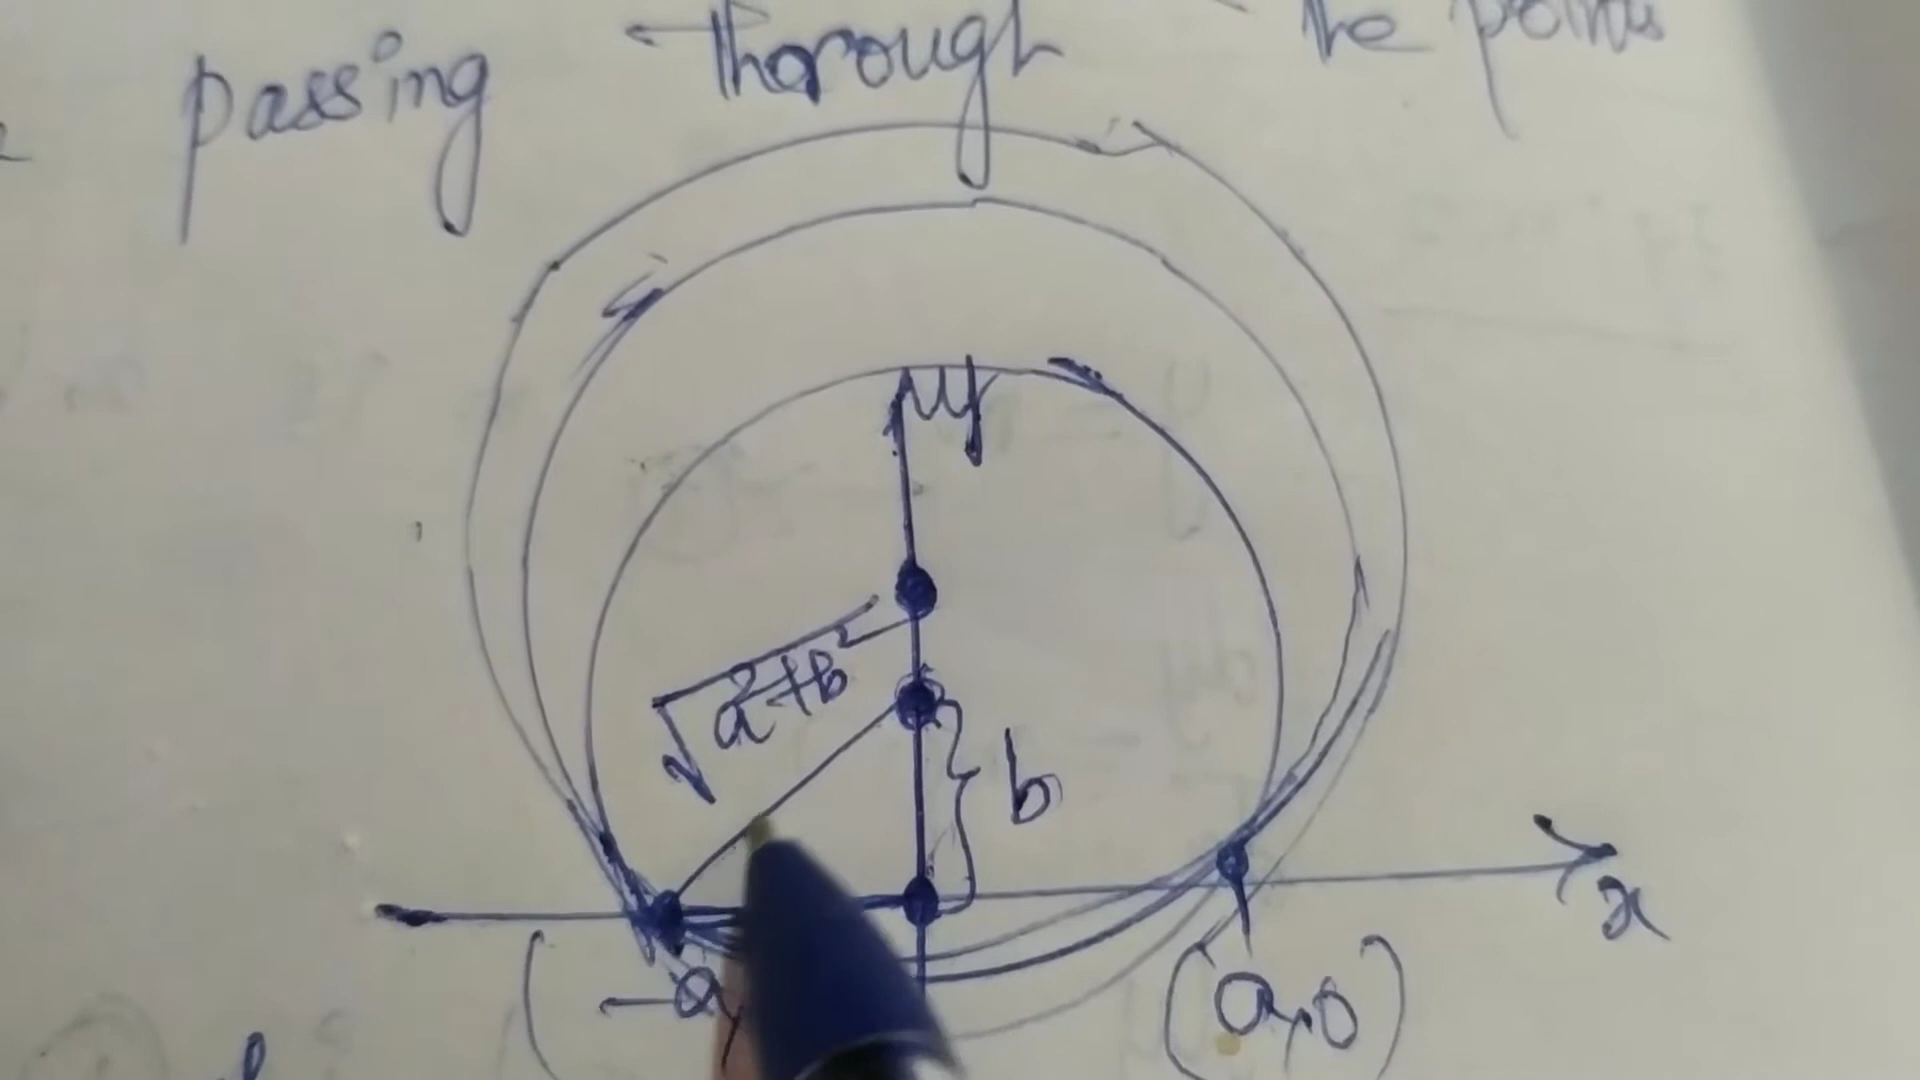 passing thorough the points
y
√a²+b²
b
x
(-a,
(a,0)